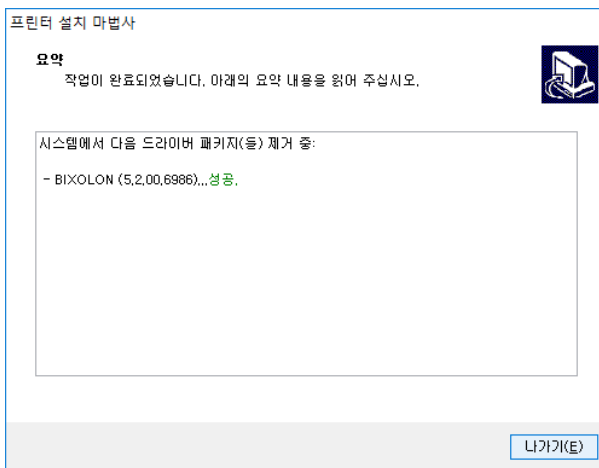 프린터 설치 마법사
요약
작업이 완료되었습니다. 아래의 요약 내용을 읽어 주십시오.
시스템에서 다음 드라이버 패키지(등) 제거 중:
- BIXOLON (5.2.00.6986)...성공.
나가기(E)